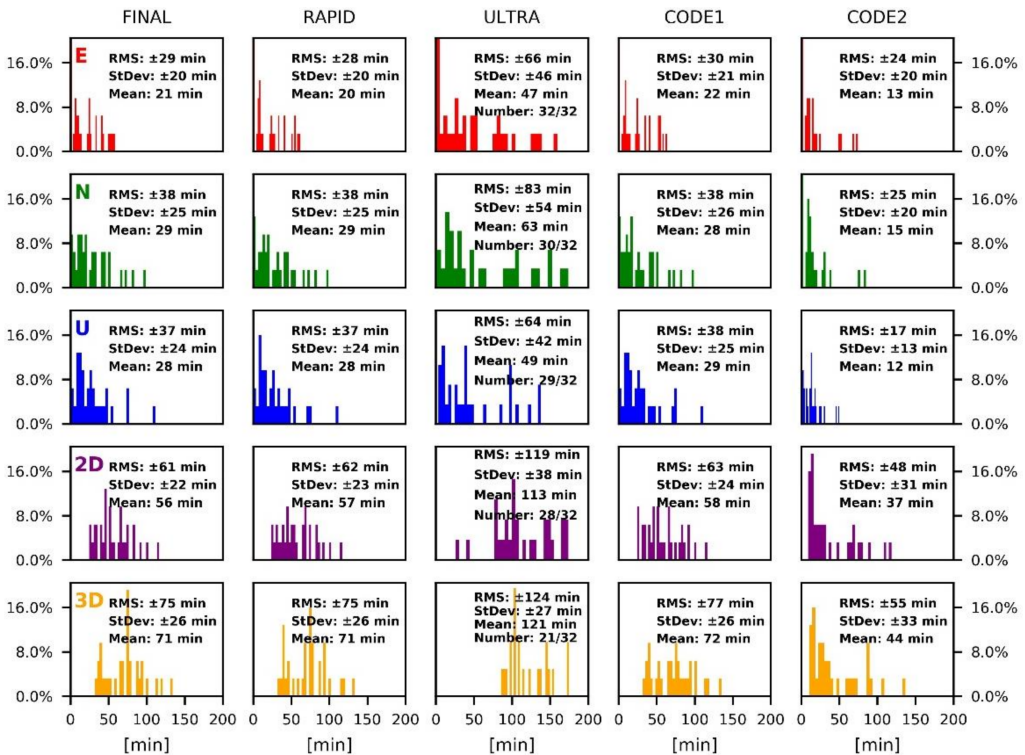 FINAL RAPID ULTRA CODE1 CODE2
16.0% E RMS: ±29 min RMS: ±28 min RMS: ±66 min RMS: ±30 min RMS: ±24 min 16.0%
StDev: ±20 min StDev: ±20 min StDev: ±46 min StDev: ±21 min StDev: ±20 min
Mean: 21 min Mean: 20 min Mean: 47 min Mean: 22 min Mean: 13 min
8.0% Number: 32/32 8.0%
0.0% 0.0%
16.0% N RMS: ±38 min RMS: ±38 min RMS: ±83 min RMS: ±38 min RMS: ±25 min 16.0%
StDev: ±25 min StDev: ±25 min StDev: ±54 min StDev: ±26 min StDev: ±20 min
Mean: 29 min Mean: 29 min Mean: 63 min Mean: 28 min Mean: 15 min
8.0% Number: 30/32 8.0%
0.0% 0.0%
16.0% U RMS: ±37 min RMS: ±37 min RMS: ±64 min RMS: ±38 min RMS: ±17 min 16.0%
StDev: ±24 min StDev: ±24 min StDev: ±42 min StDev: ±25 min StDev: ±13 min
Mean: 28 min Mean: 28 min Mean: 49 min Mean: 29 min Mean: 12 min
8.0% Number: 29/32 8.0%
0.0% 0.0%
16.0% 2D RMS: ±61 min RMS: ±62 min RMS: ±119 min RMS: ±63 min RMS: ±48 min 16.0%
StDev: ±22 min StDev: ±23 min StDev: ±38 min StDev: ±24 min StDev: ±31 min
Mean: 56 min Mean: 57 min Mean: 113 min Mean: 58 min Mean: 37 min
8.0% Number: 28/32 8.0%
0.0% 0.0%
16.0% 3D RMS: ±75 min RMS: ±75 min RMS: ±124 min RMS: ±77 min RMS: ±55 min 16.0%
StDev: ±26 min StDev: ±26 min StDev: ±27 min StDev: ±26 min StDev: ±33 min
Mean: 71 min Mean: 71 min Mean: 121 min Mean: 72 min Mean: 44 min
8.0% Number: 21/32 8.0%
0.0% 0.0%
0 50 100 150 200 0 50 100 150 200 0 50 100 150 200 0 50 100 150 200 0 50 100 150 200
[min] [min] [min] [min] [min]